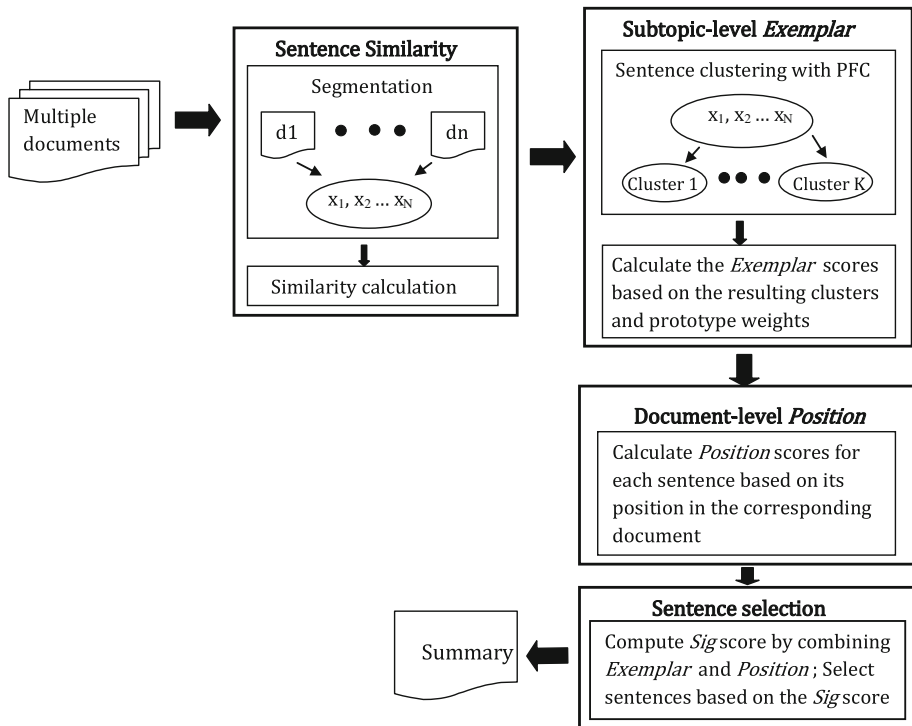 Multiple
documents
Sentence Similarity
Segmentation
d1
dn
x1, x2 ... xN
Similarity calculation
Subtopic-level Exemplar
Sentence clustering with PFC
x1, x2 ... xN
Cluster 1
Cluster K
Calculate the Exemplar scores
based on the resulting clusters
and prototype weights
Document-level Position
Calculate Position scores for
each sentence based on its
position in the corresponding
document
Sentence selection
Compute Sig score by combining
Exemplar and Position ; Select
sentences based on the Sig score
Summary